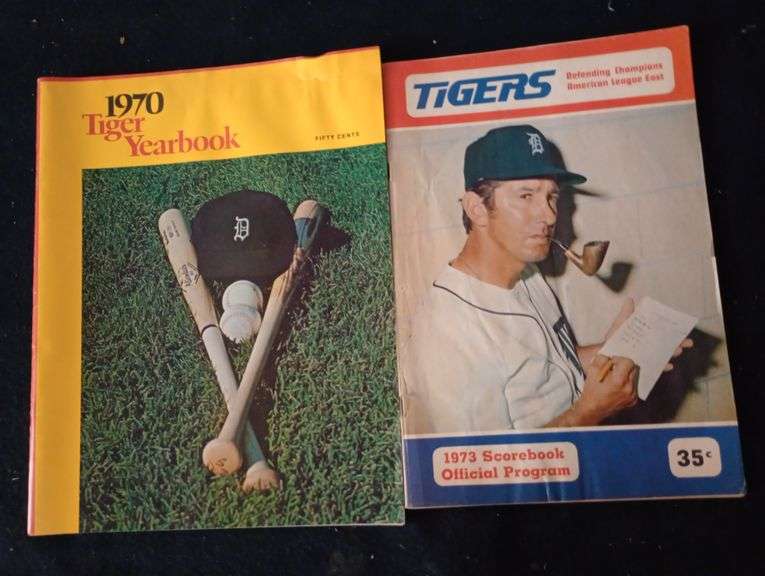 1970
Tiger
Yearbook
FIFTY CENTS
D
TIGERS
Defending Champions
American League East
D
1973 Scorebook
Official Program
35¢